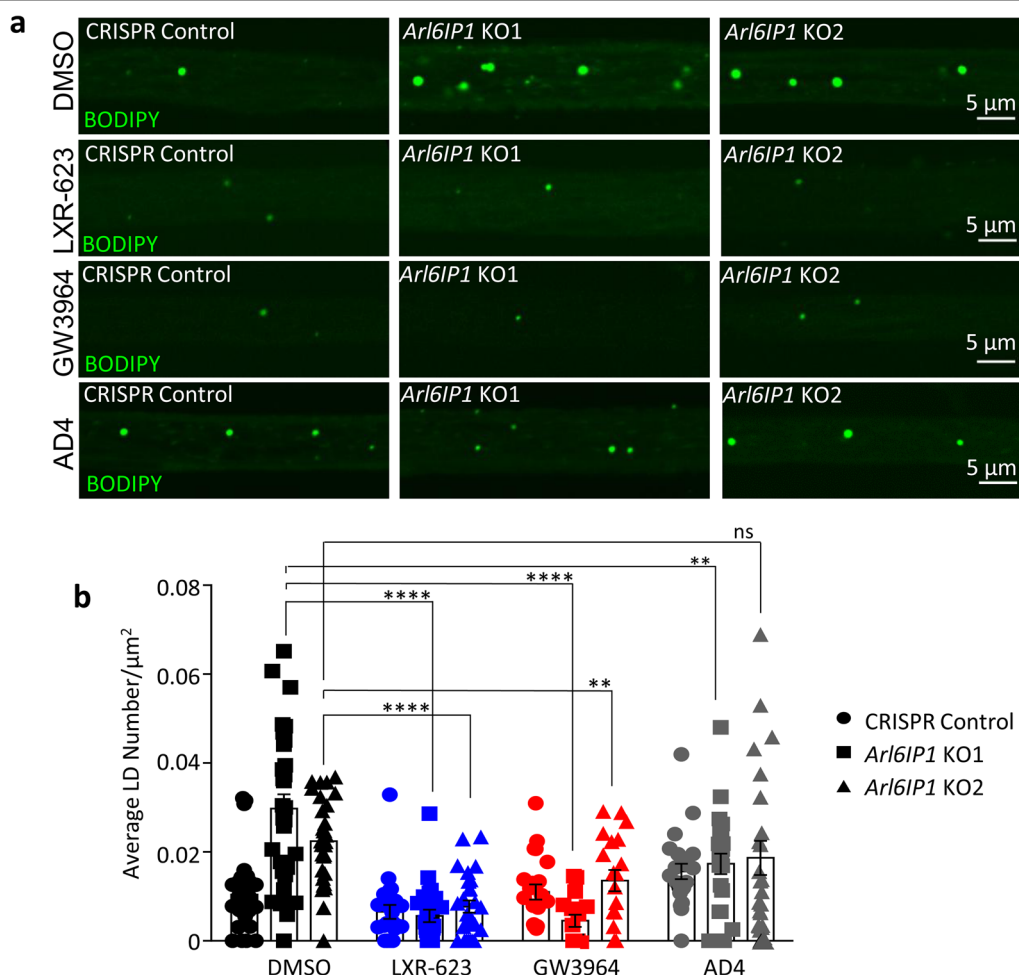 a
DMSO
CRISPR Control
BODIPY
Arl6IP1 KO1
Arl6IP1 KO2
5 µm
LXR-623
CRISPR Control
BODIPY
Arl6IP1 KO1
Arl6IP1 KO2
5 µm
GW3964
CRISPR Control
BODIPY
Arl6IP1 KO1
Arl6IP1 KO2
5 µm
AD4
CRISPR Control
BODIPY
Arl6IP1 KO1
Arl6IP1 KO2
5 µm
b
Average LD Number/µm²
0.08
0.06
0.04
0.02
0
ns
**
****
****
**
****
DMSO
LXR-623
GW3964
AD4
CRISPR Control
Arl6IP1 KO1
Arl6IP1 KO2